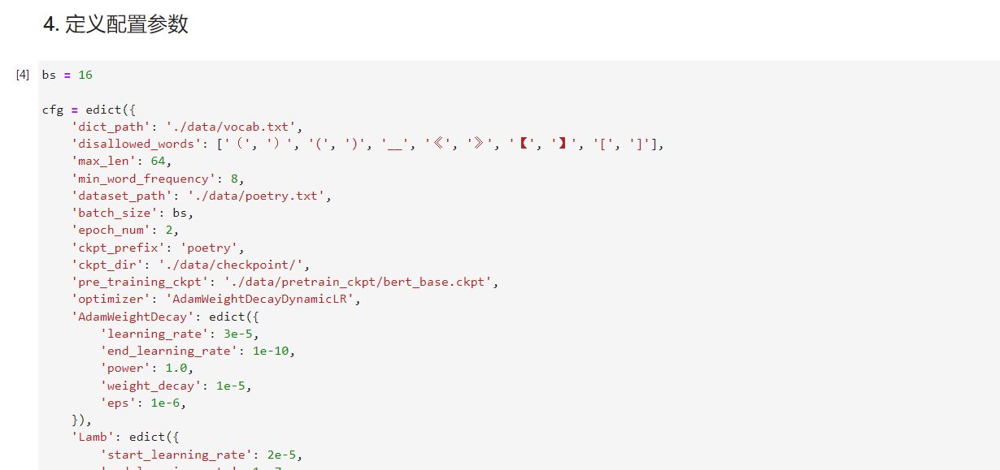 4. 定义配置参数
[4] bs = 16
cfg = edict({
    'dict_path': './data/vocab.txt',
    'disallowed_words': ['（', '）', '(', ')', '__', '《', '》', '【', '】', '[', ']'],
    'max_len': 64,
    'min_word_frequency': 8,
    'dataset_path': './data/poetry.txt',
    'batch_size': bs,
    'epoch_num': 2,
    'ckpt_prefix': 'poetry',
    'ckpt_dir': './data/checkpoint/',
    'pre_training_ckpt': './data/pretrain_ckpt/bert_base.ckpt',
    'optimizer': 'AdamWeightDecayDynamicLR',
    'AdamWeightDecay': edict({
        'learning_rate': 3e-5,
        'end_learning_rate': 1e-10,
        'power': 1.0,
        'weight_decay': 1e-5,
        'eps': 1e-6,
    }),
    'Lamb': edict({
        'start_learning_rate': 2e-5,